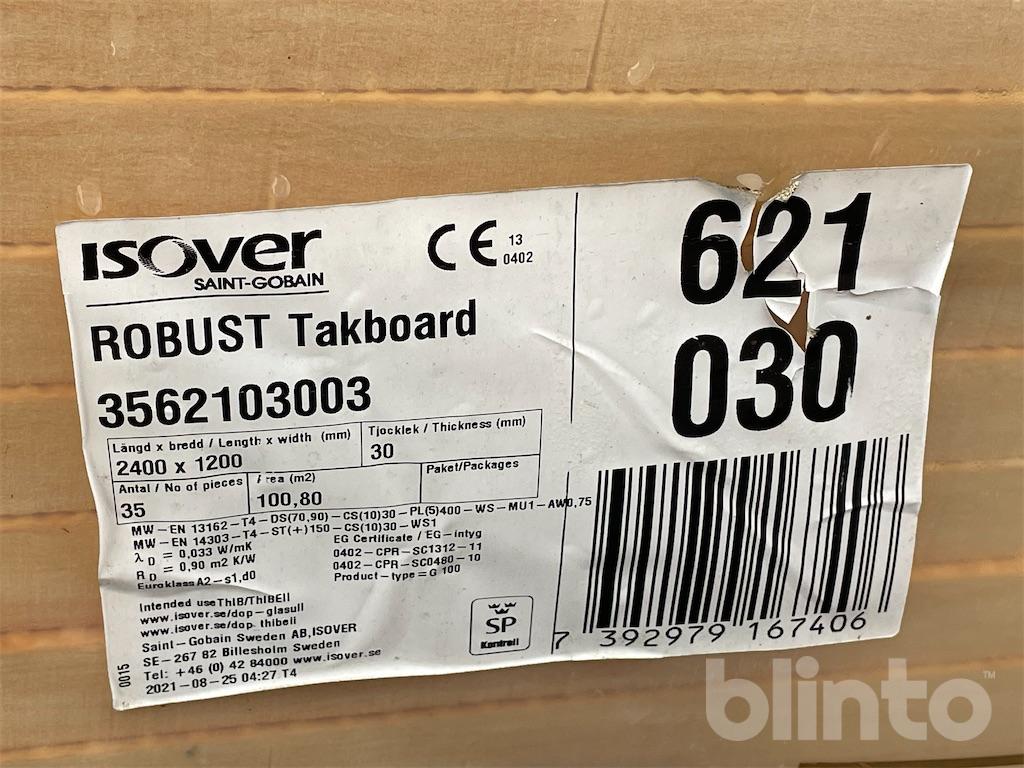 ISOVER
SAINT-GOBAIN
CE 13
0402
ROBUST Takboard
3562103003
Längd x bredd / Length x width (mm)
2400 x 1200
Tjocklek / Thickness (mm)
30
Antal / No of pieces
35
Area (m2)
100,80
Paket/Packages
MW-EN 13162-T4-DS(70,90)-CS(10)30-PL(5)400-WS-MU1-AW0,75
MW-EN 14303-T4-ST(+)150-CS(10)30-WS1
λD = 0,033 W/mK
RD = 0,90 m2 K/W
Euroklass A2-s1,d0
EG Certificate / EG-intyg
0402-CPR-SC1312-11
0402-CPR-SC0480-10
Product-type=G 100
Intended use ThIB/ThIBEII
www.isover.se/dop-glasull
www.isover.se/dop-thibell
Saint-Gobain Sweden AB, ISOVER
SE-267 82 Billesholm Sweden
Tel: +46 (0) 42 84000 www.isover.se
2021-08-25 04:27 T4
0015
SP
Kontroll
621
030
7 392979 167406
blinto™